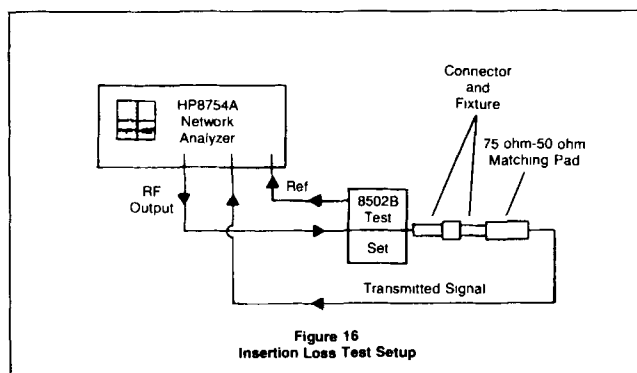 Connector
and
Fixture
HP8754A
Network
Analyzer
75 ohm-50 ohm
Matching Pad
RF
Output
Ref
8502B
Test
Set
Transmitted Signal
Figure 16
Insertion Loss Test Setup